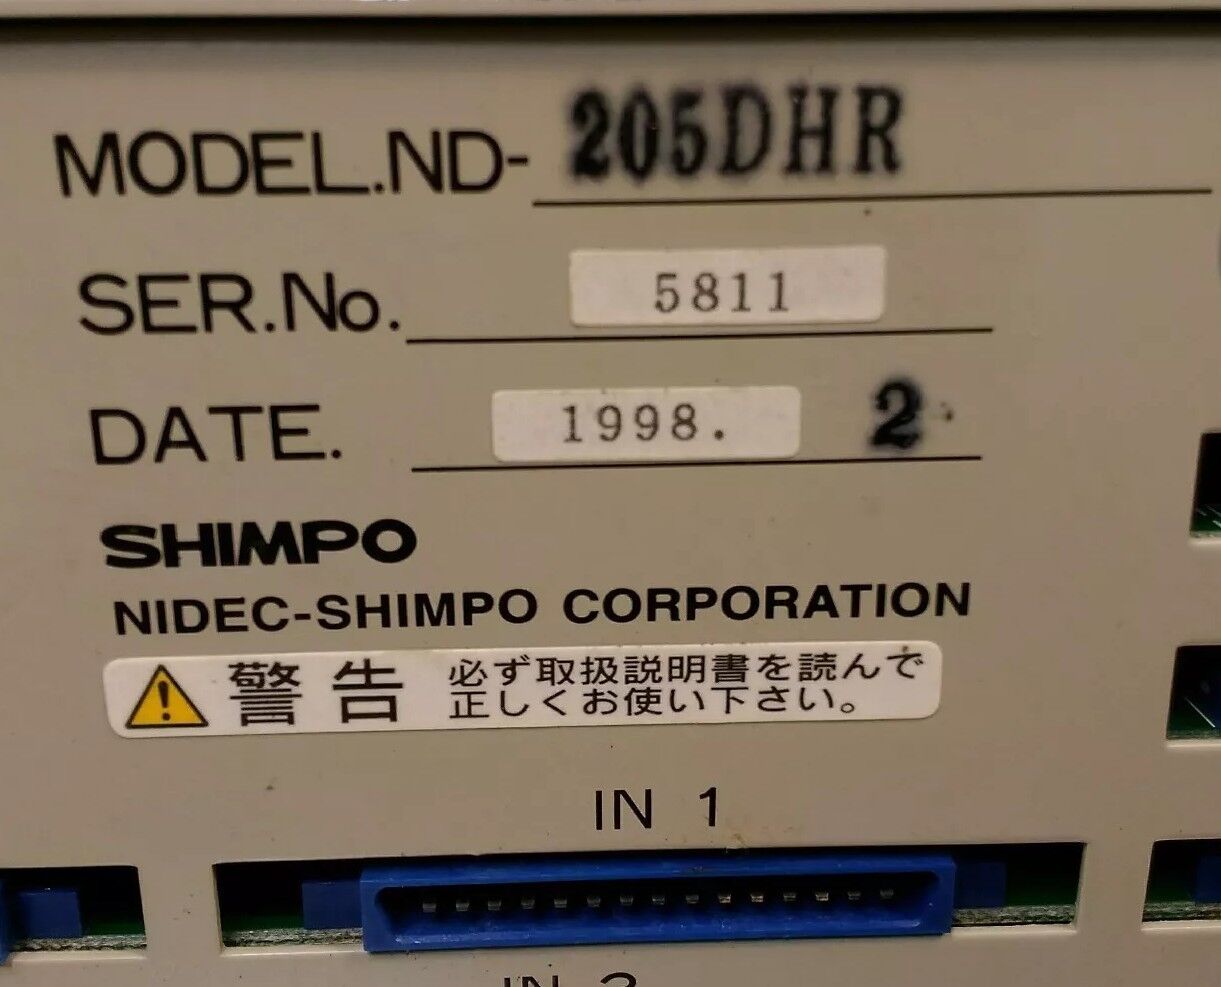 MODEL.ND- 205DHR
SER.No. 5811
DATE. 1998. 2
SHIMPO
NIDEC-SHIMPO CORPORATION
警告 必ず取扱説明書を読んで
正しくお使い下さい。
IN 1